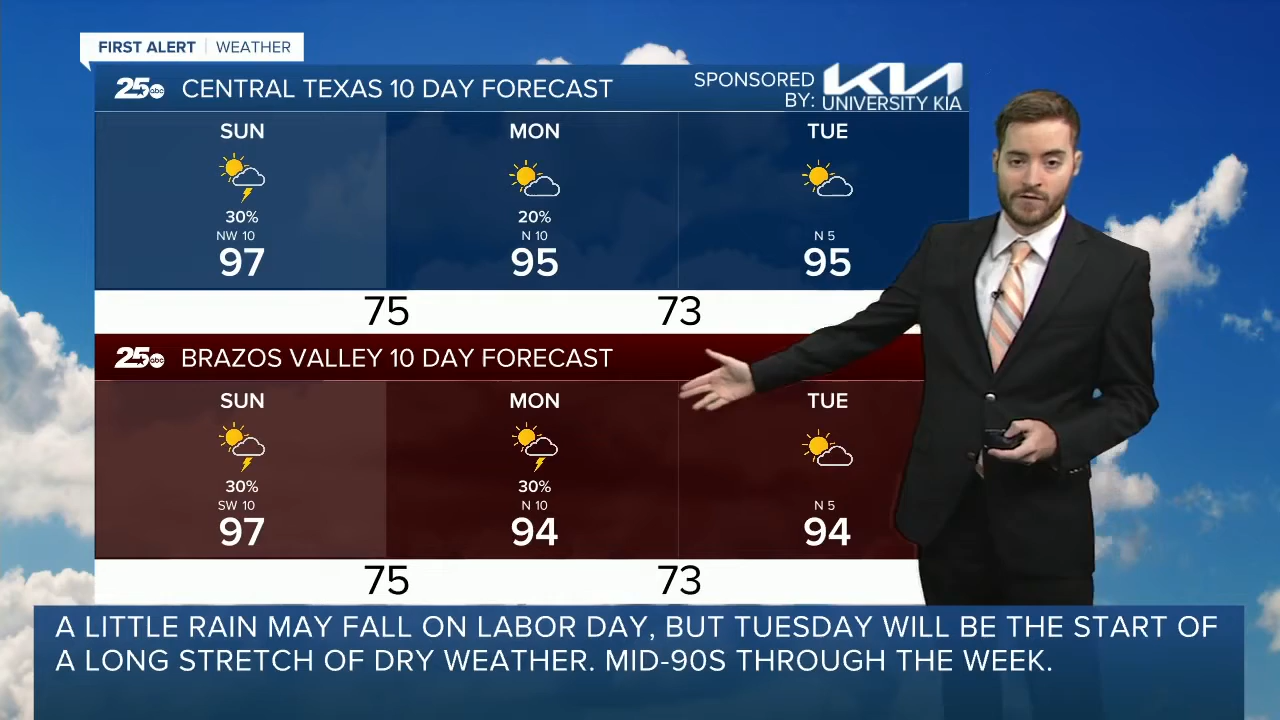 FIRST ALERT | WEATHER
25 abc CENTRAL TEXAS 10 DAY FORECAST
SPONSORED
BY:
KIA
UNIVERSITY KIA
SUN MON TUE
30% 20%
NW 10 N 10 N 5
97 95 95
75 73
25 abc BRAZOS VALLEY 10 DAY FORECAST
SUN MON TUE
30% 30%
SW 10 N 10 N 5
97 94 94
75 73
A LITTLE RAIN MAY FALL ON LABOR DAY, BUT TUESDAY WILL BE THE START OF
A LONG STRETCH OF DRY WEATHER. MID-90S THROUGH THE WEEK.